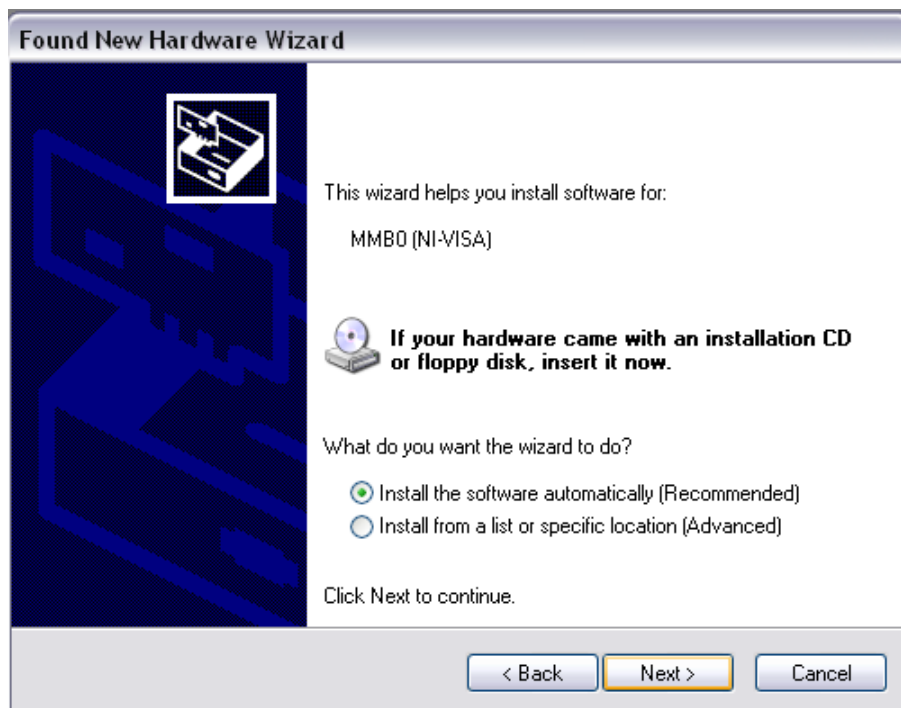 Found New Hardware Wizard
This wizard helps you install software for:
MMB0 (NI-VISA)
If your hardware came with an installation CD
or floppy disk, insert it now.
What do you want the wizard to do?
Install the software automatically (Recommended)
Install from a list or specific location (Advanced)
Click Next to continue.
< Back
Next >
Cancel